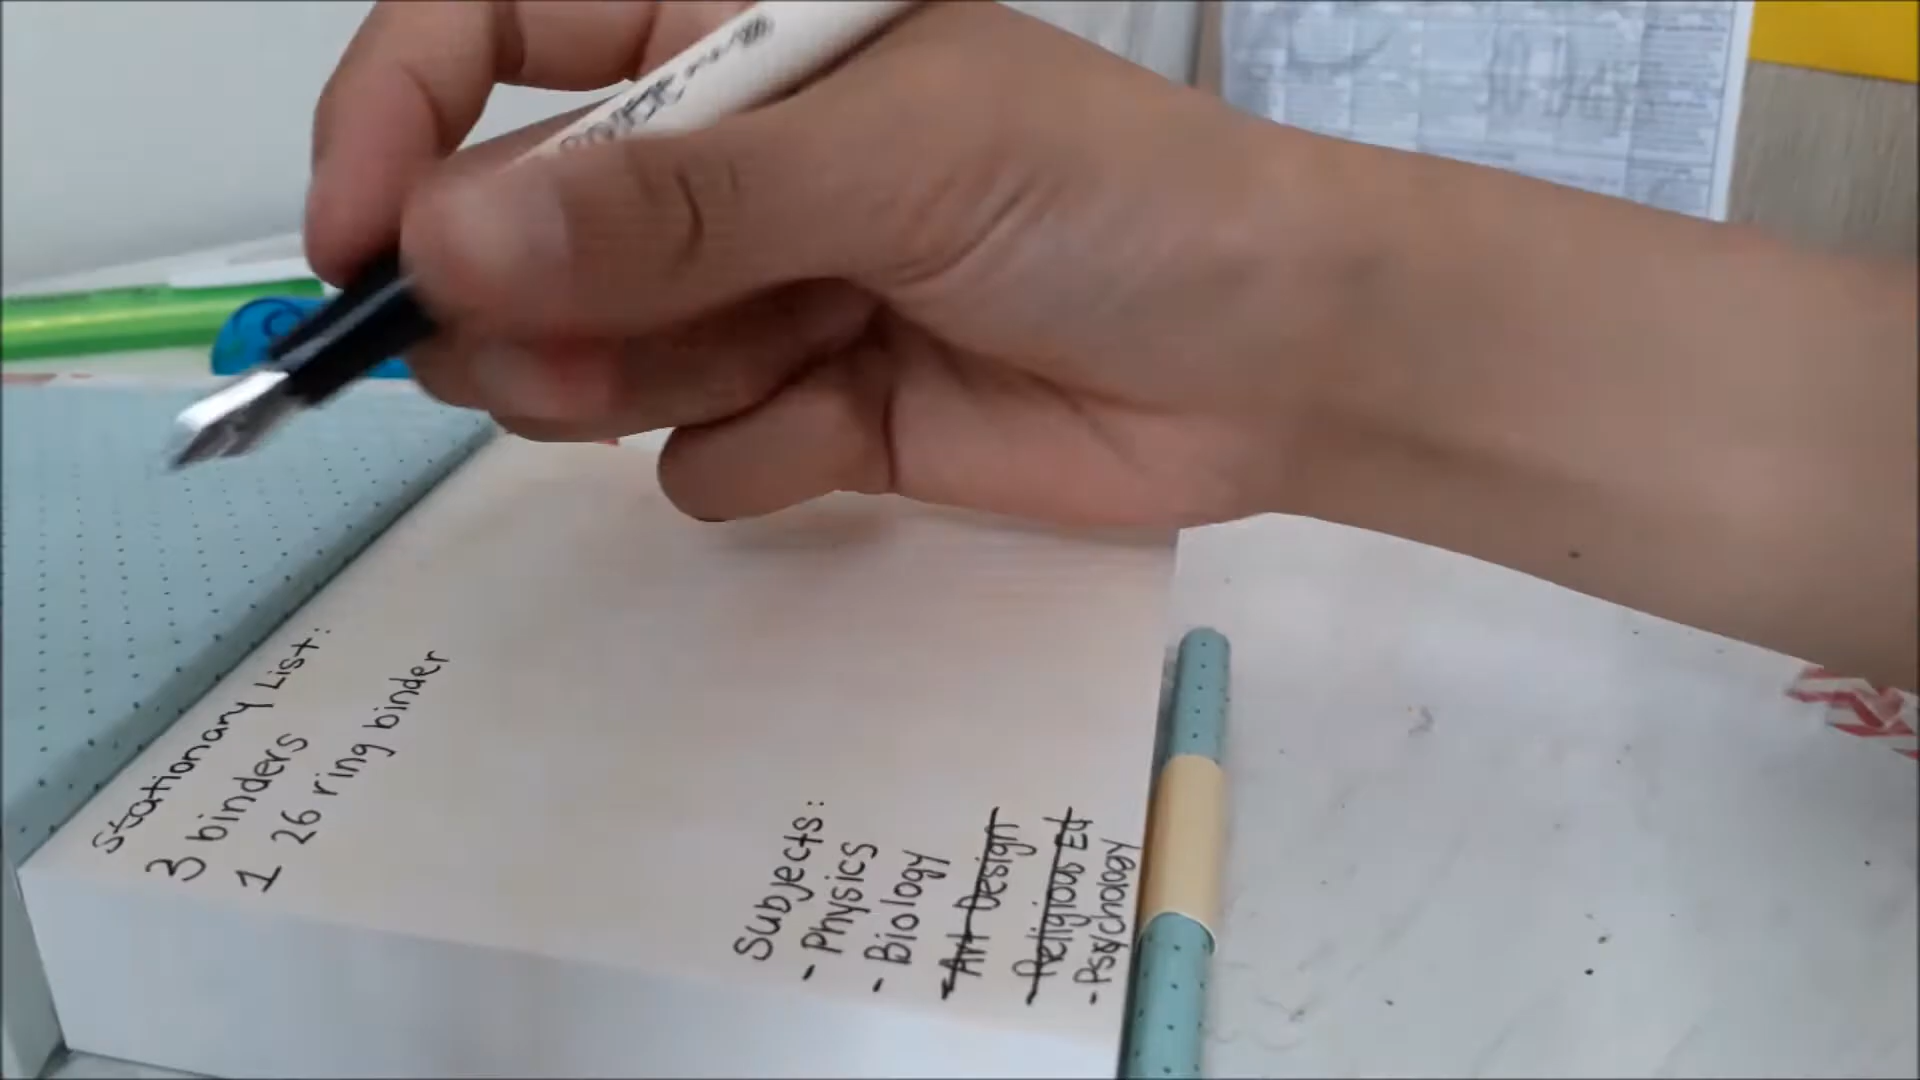 Stationary List:
3 binders
1 26 ring binder
Subjects:
- Physics
- Biology
- Art Design
- Religious Ed
- Psychology